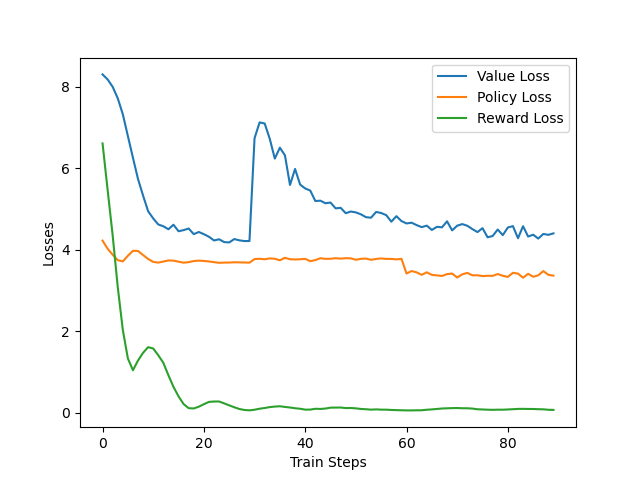 Value Loss
Policy Loss
Reward Loss
8
6
4
2
0
Losses
0 20 40 60 80
Train Steps